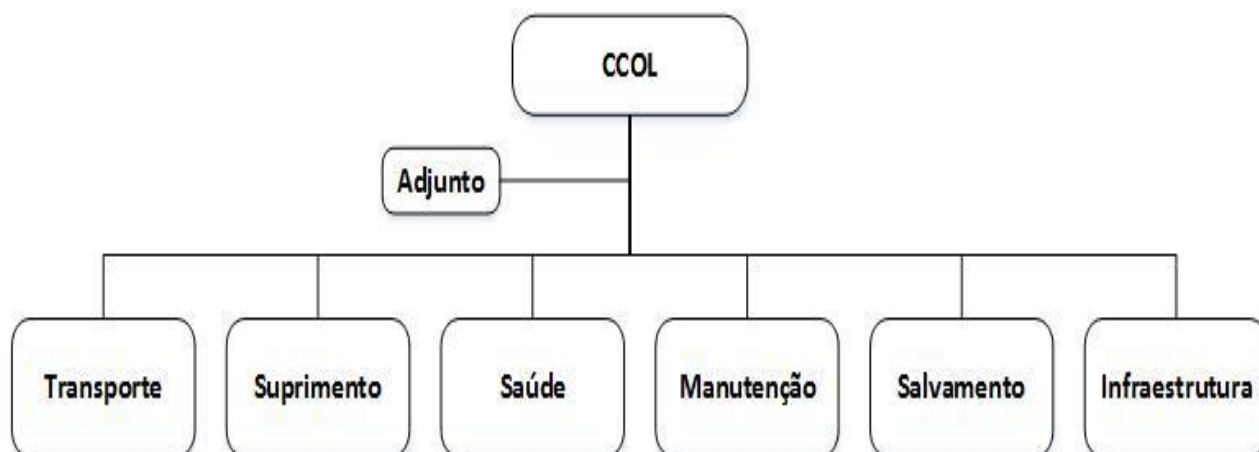 CCOL
Adjunto
Transporte
Suprimento
Saúde
Manutenção
Salvamento
Infraestrutura